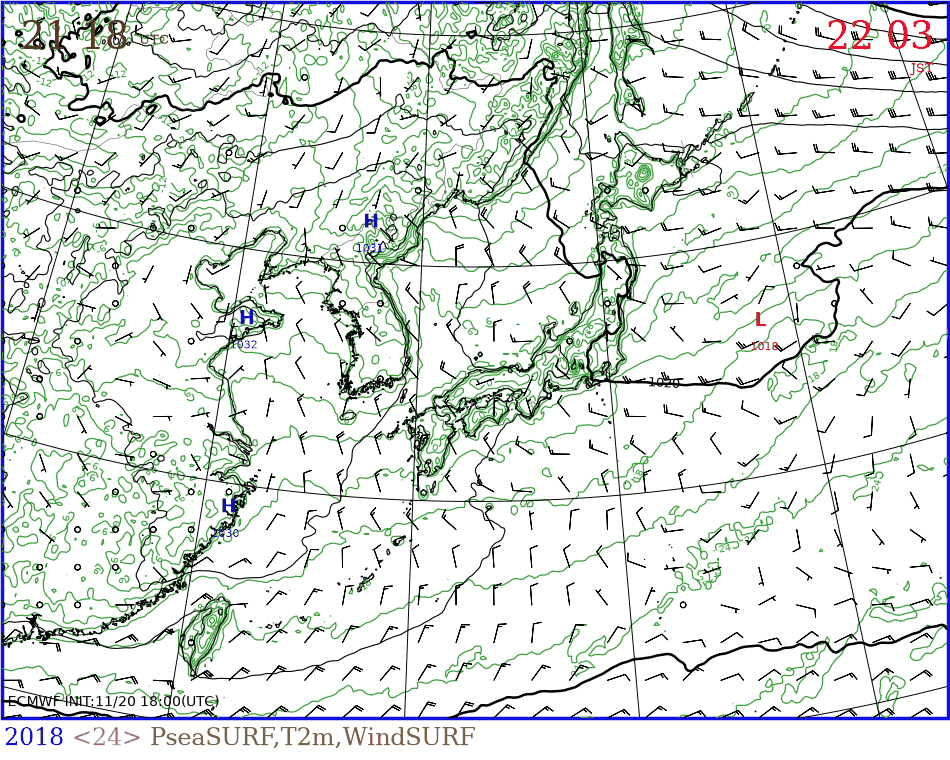 21 18 UTC
22 03
JST
H
1031
H
1032
L
1018
1020
H
1030
24
ECMWF INIT:11/20 18:00(UTC)
2018 <24> PseaSURF,T2m,WindSURF